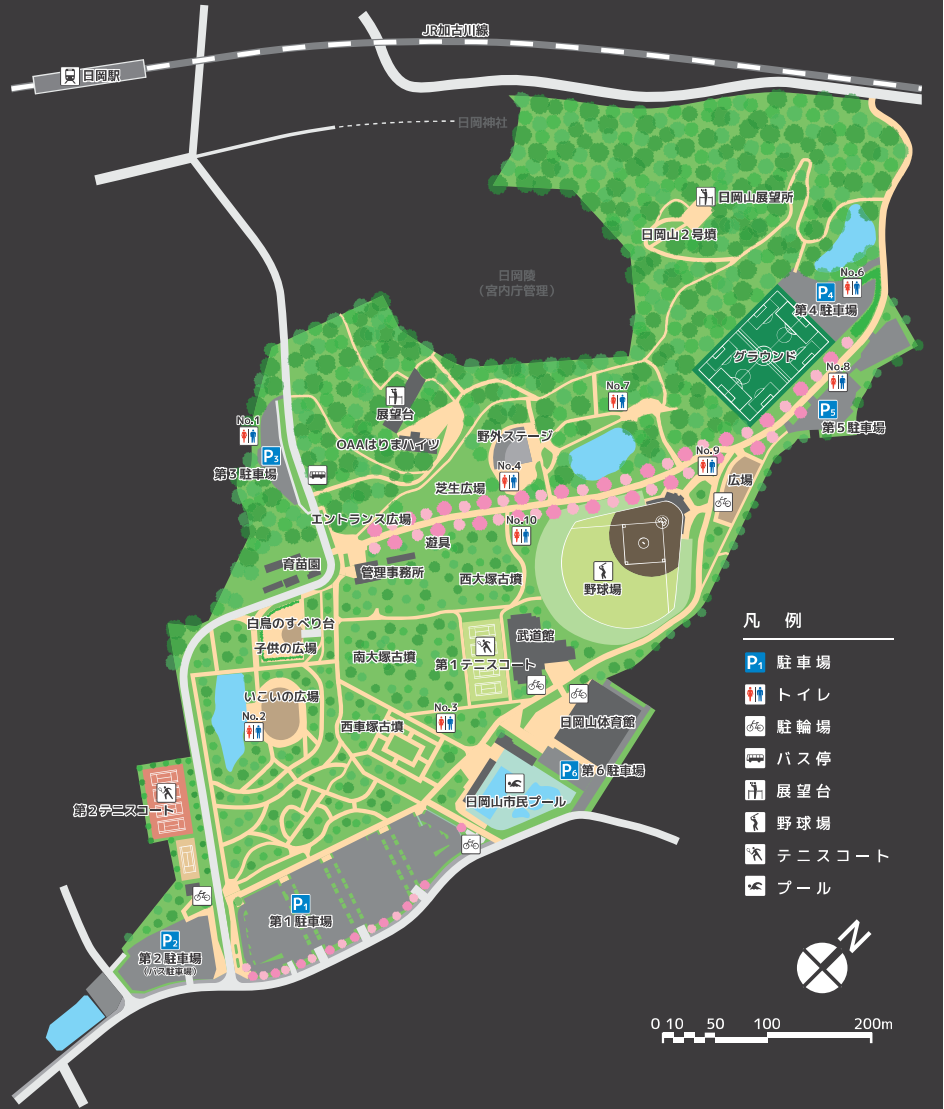 JR加古川線
日岡駅
日岡神社
日岡山展望所
日岡山２号墳
日岡陵
（宮内庁管理）
No.6
P4
第４駐車場
グラウンド
No.8
P5
第５駐車場
No.7
展望台
OAAはりまハイツ
野外ステージ
No.1
P3
第３駐車場
No.4
No.9
広場
芝生広場
エントランス広場
No.10
遊具
育苗園
管理事務所
西大塚古墳
野球場
白鳥のすべり台
子供の広場
武道館
南大塚古墳
第１テニスコート
いこいの広場
No.2
No.3
西車塚古墳
日岡山体育館
P6
第６駐車場
日岡山市民プール
第２テニスコート
P1
第１駐車場
P2
第２駐車場
（バス駐車場）
凡 例
P1 駐車場
トイレ
駐輪場
バス停
展望台
野球場
テニスコート
プール
N
0 10 50 100 200m